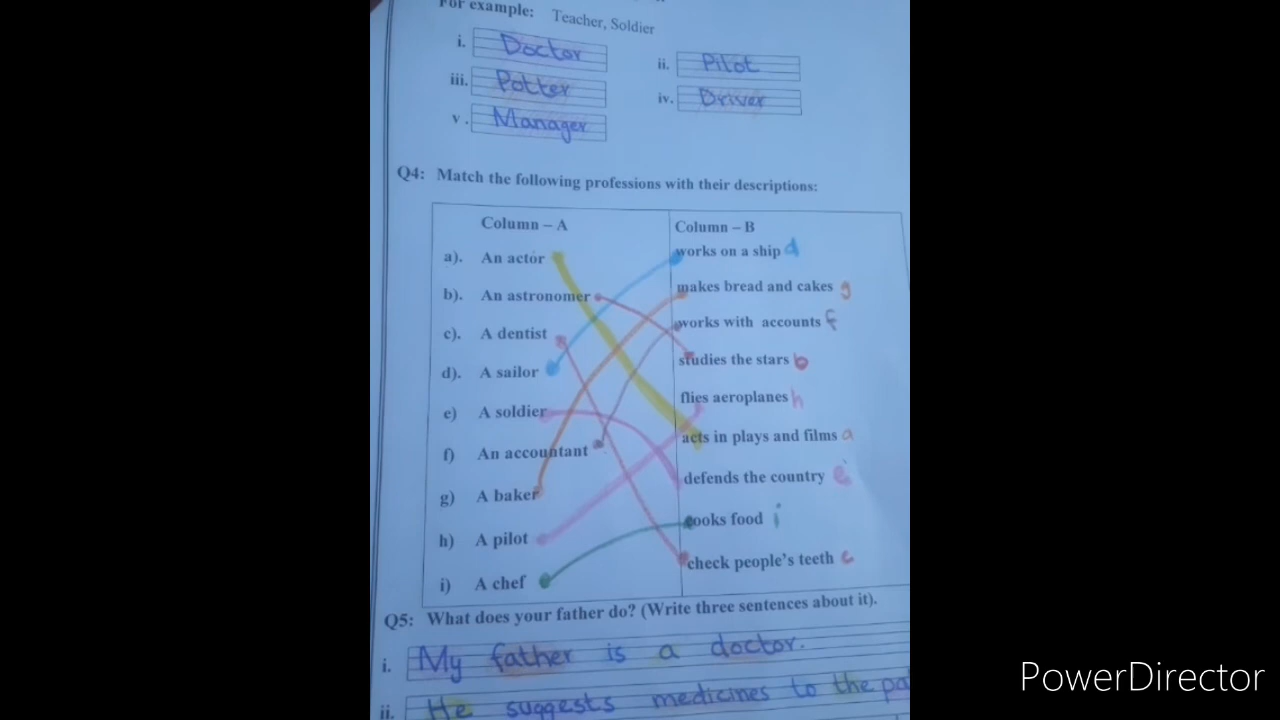 For example: Teacher, Soldier
i. Doctor ii. Pilot
iii. Potter iv. Driver
v. Manager
Q4: Match the following professions with their descriptions:
Column – A Column – B
a). An actor works on a ship d
b). An astronomer makes bread and cakes g
c). A dentist works with accounts f
d). A sailor studies the stars b
e) A soldier flies aeroplanes h
f) An accountant acts in plays and films a
g) A baker defends the country e
h) A pilot cooks food i
i) A chef check people's teeth c
Q5: What does your father do? (Write three sentences about it).
i. My father is a doctor.
ii. He suggests medicines to the pa
PowerDirector